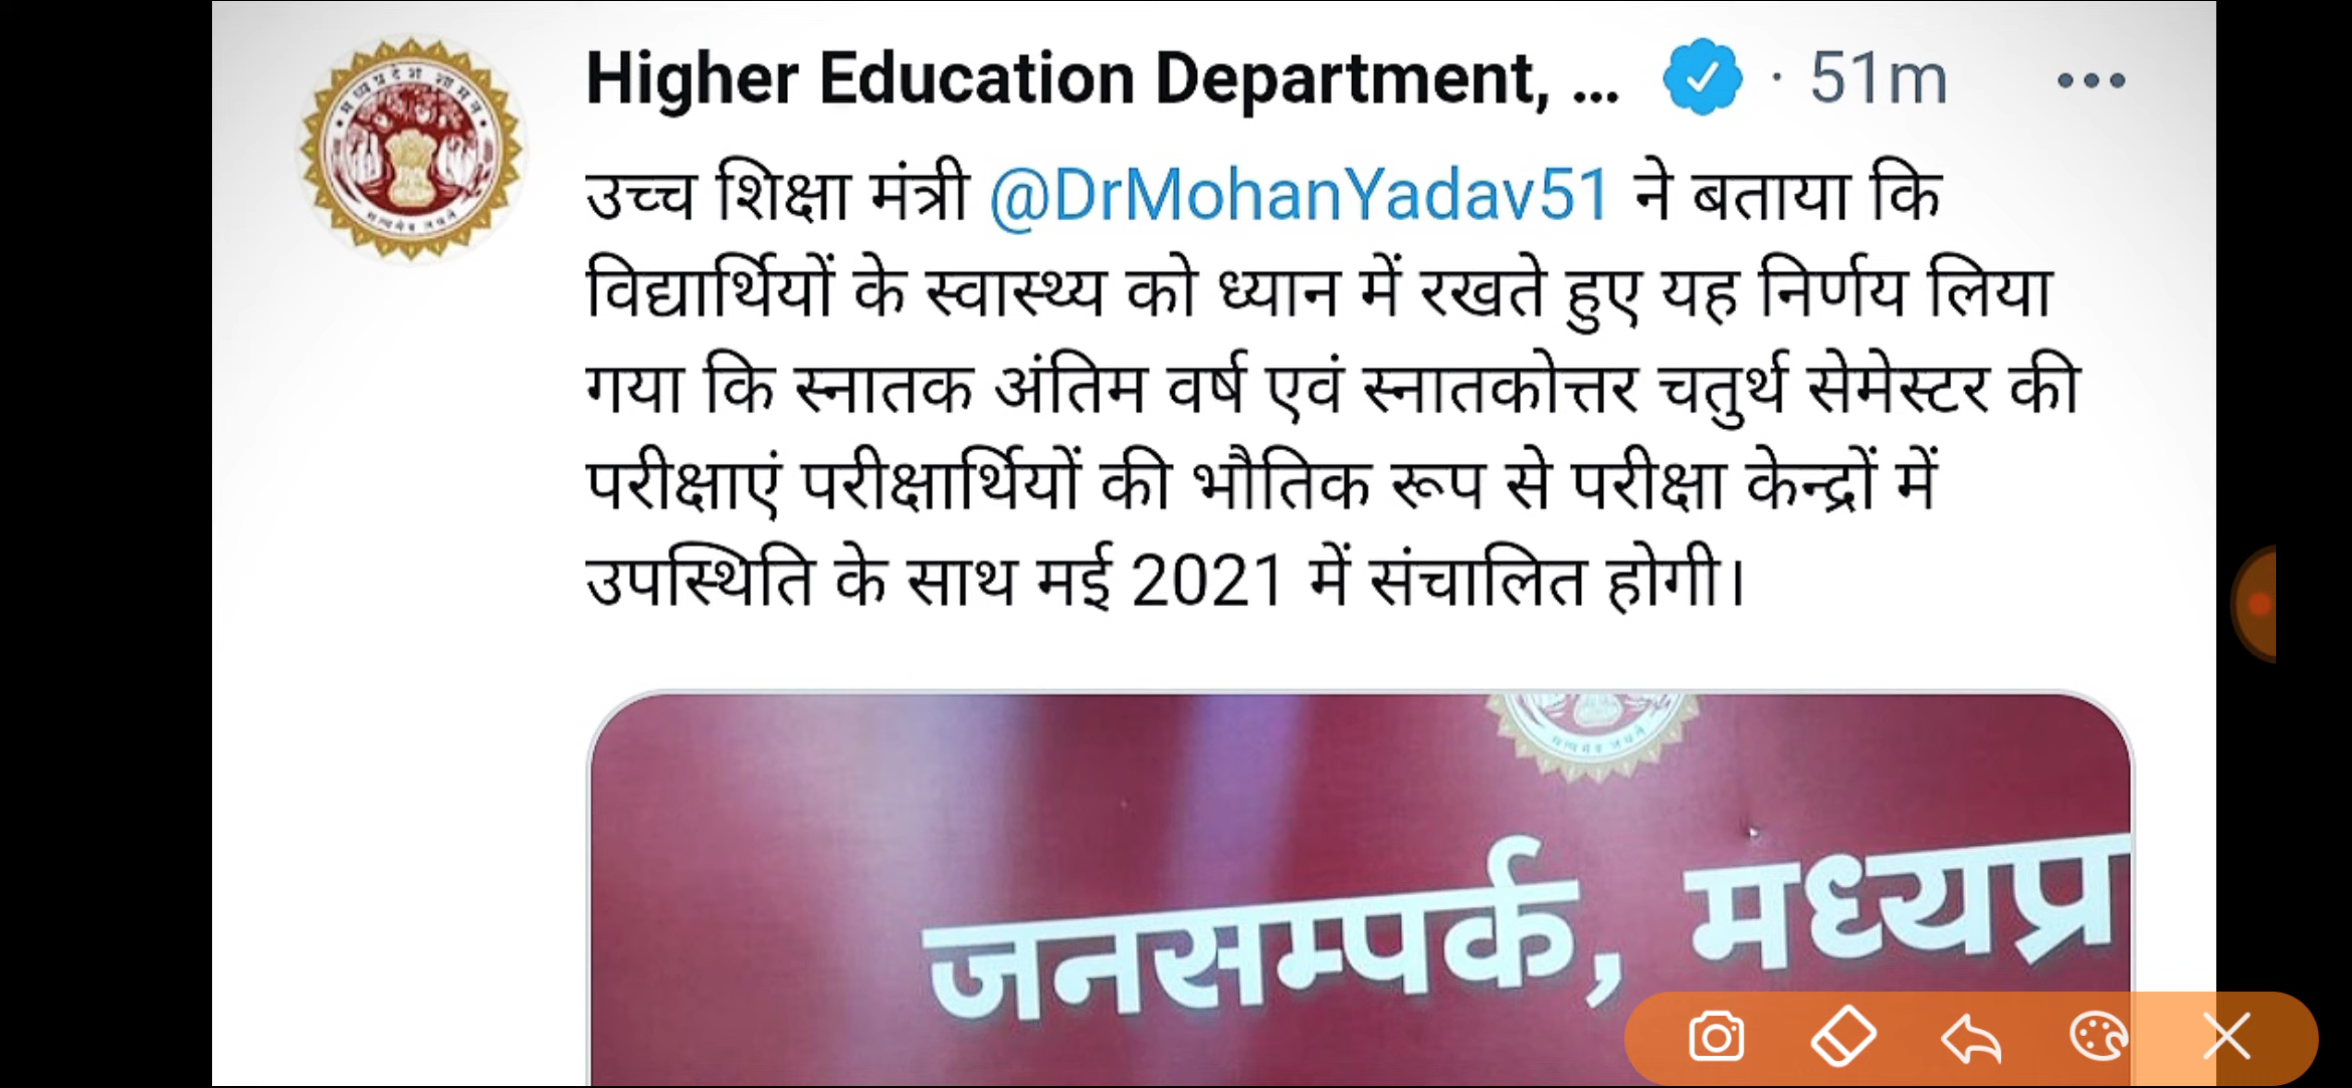 Higher Education Department, ... · 51m
उच्च शिक्षा मंत्री @DrMohanYadav51 ने बताया कि
विद्यार्थियों के स्वास्थ्य को ध्यान में रखते हुए यह निर्णय लिया
गया कि स्नातक अंतिम वर्ष एवं स्नातकोत्तर चतुर्थ सेमेस्टर की
परीक्षाएं परीक्षार्थियों की भौतिक रूप से परीक्षा केन्द्रों में
उपस्थिति के साथ मई 2021 में संचालित होगी।
जनसम्पर्क, मध्यप्र